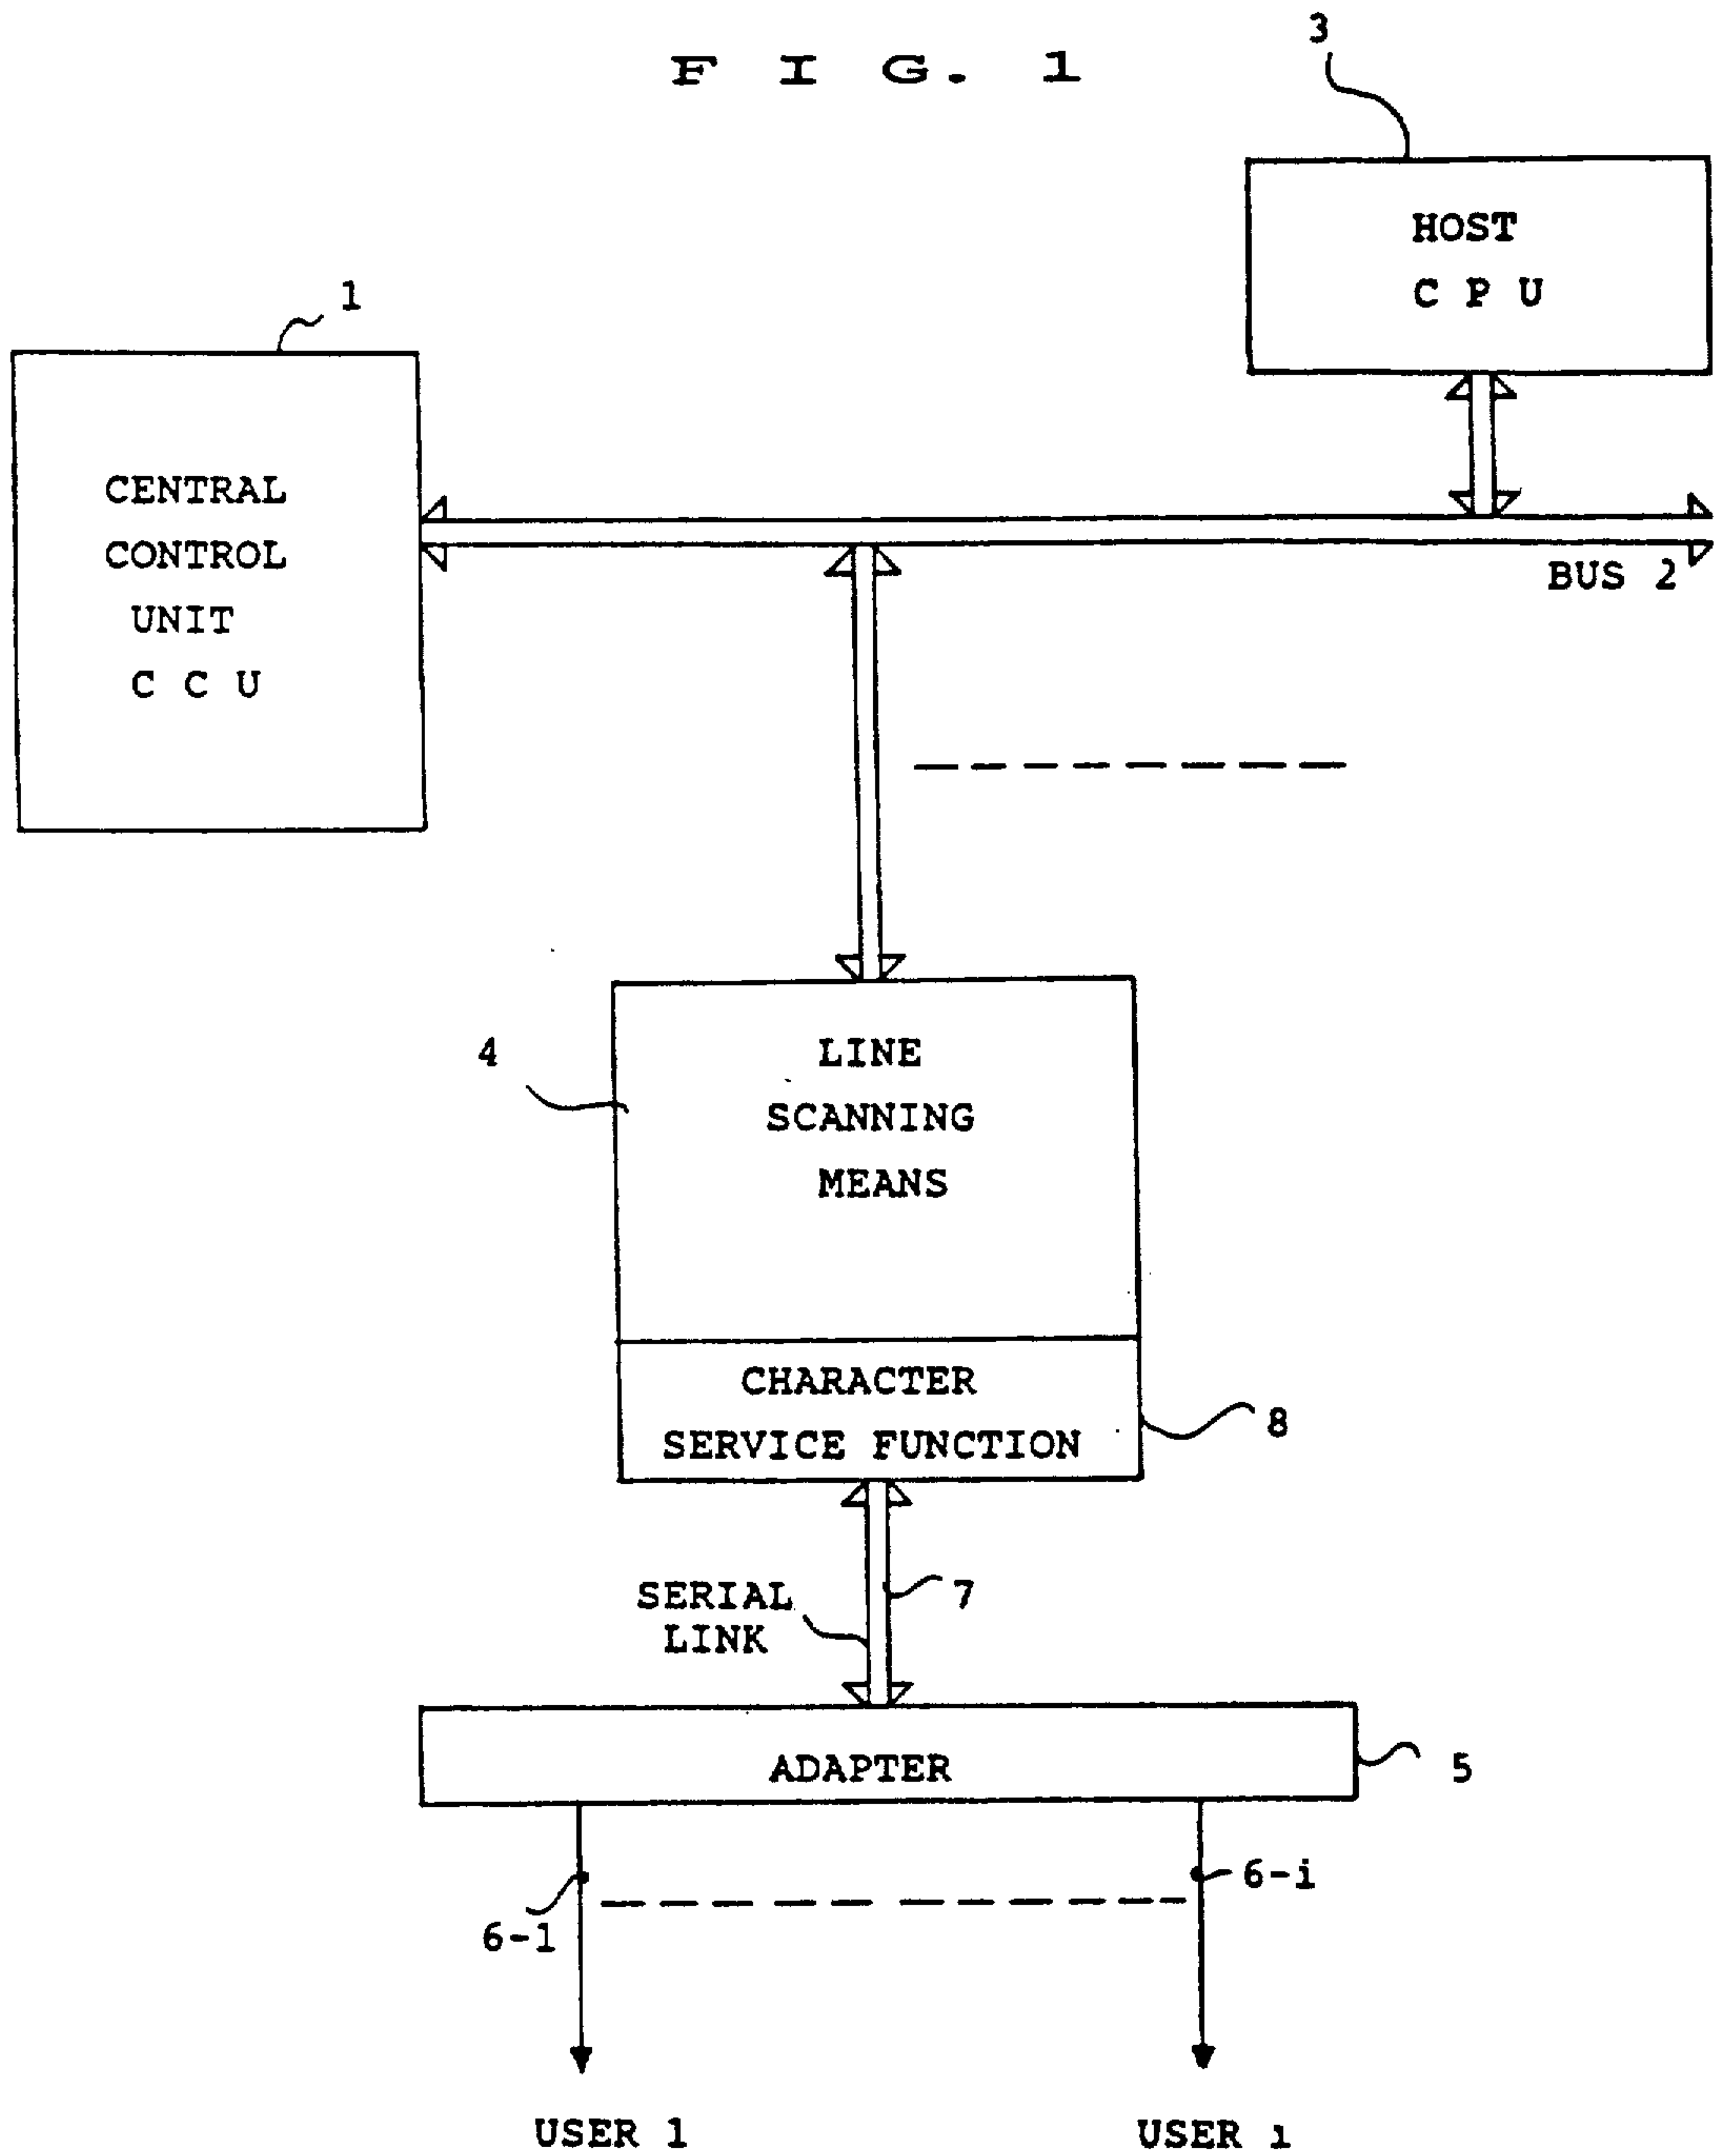 F I G. 1
3
HOST
C P U
1
CENTRAL
CONTROL
UNIT
C C U
BUS 2
4
LINE
SCANNING
MEANS
CHARACTER
SERVICE FUNCTION
8
SERIAL
LINK
7
ADAPTER
5
6-1
6-i
USER 1
USER i